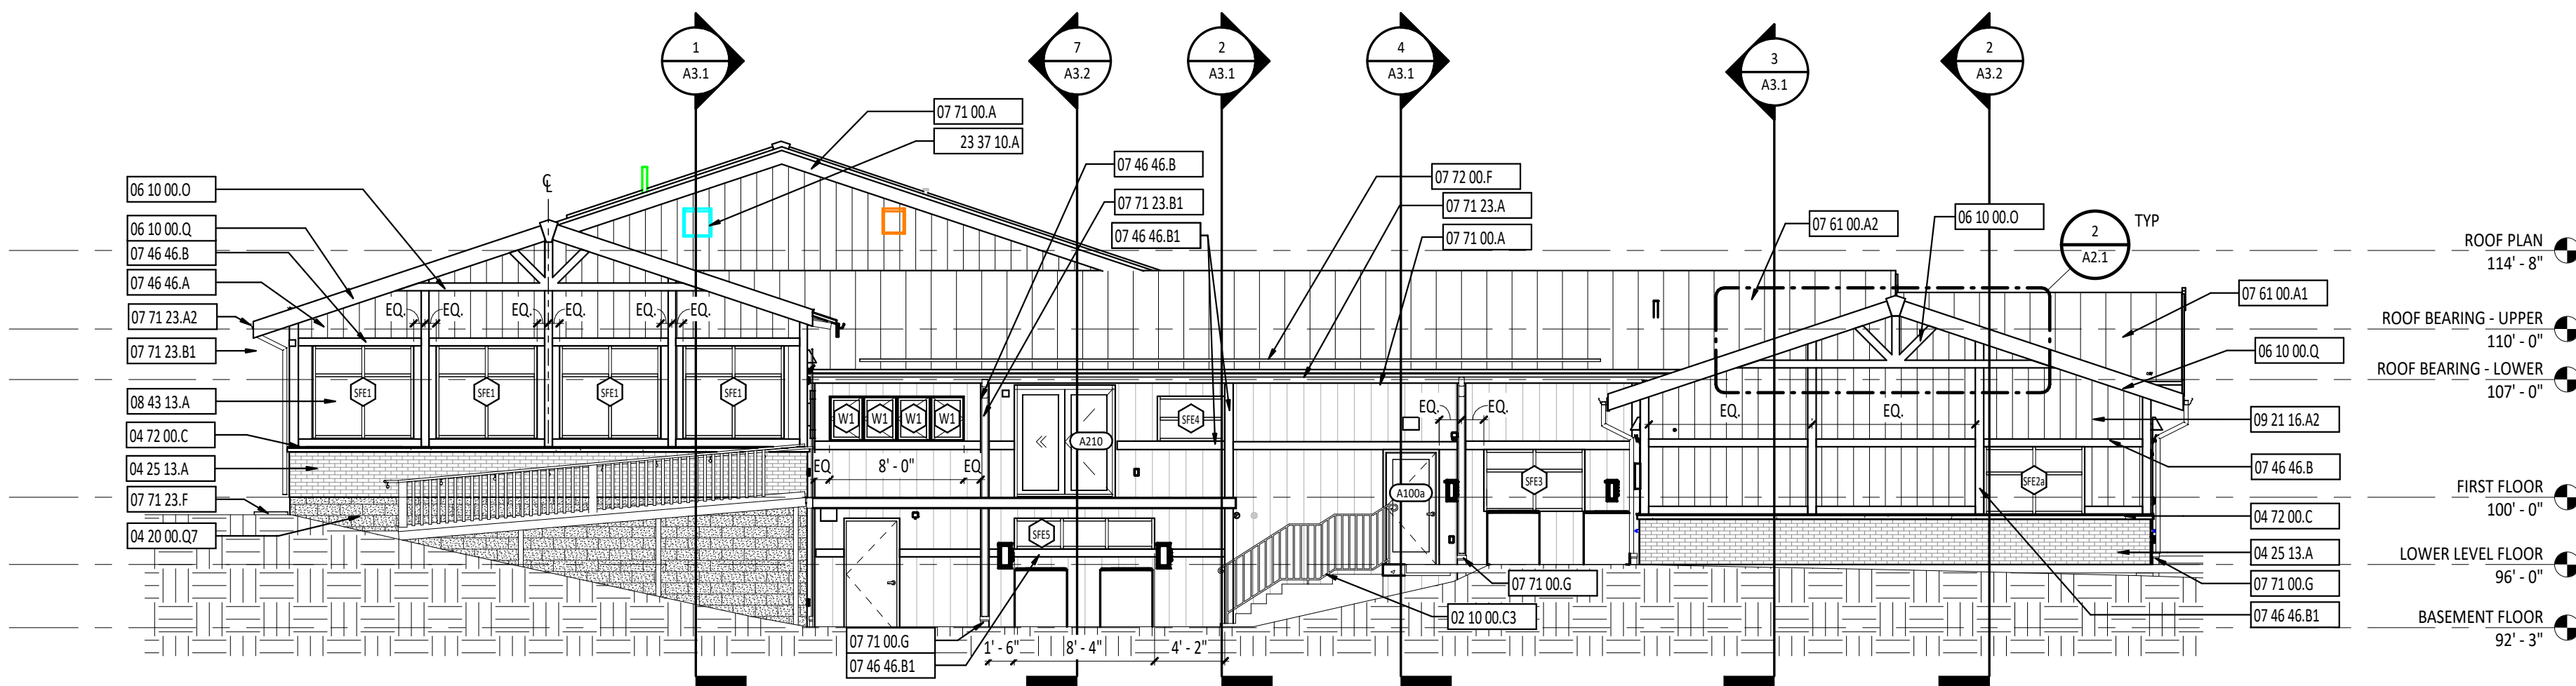 1
A3.1
7
A3.2
2
A3.1
4
A3.1
3
A3.1
2
A3.2
07 71 00.A
23 37 10.A
07 46 46.B
07 71 23.B1
07 46 46.B1
07 72 00.F
07 71 23.A
07 71 00.A
07 61 00.A2
06 10 00.O
2
A2.1
TYP
06 10 00.O
06 10 00.Q
07 46 46.B
07 46 46.A
07 71 23.A2
07 71 23.B1
08 43 13.A
04 72 00.C
04 25 13.A
07 71 23.F
04 20 00.Q7
EQ. EQ. EQ. EQ. EQ. EQ.
SFE1 SFE1 SFE1 SFE1
W1 W1 W1 W1
A210
SFE4
EQ. EQ.
EQ. EQ.
EQ 8' - 0" EQ
A100a
SFE3
SFE2a
SFE5
07 71 00.G
02 10 00.C3
07 71 00.G
07 46 46.B1
1' - 6" 8' - 4" 4' - 2"
07 61 00.A1
06 10 00.Q
09 21 16.A2
07 46 46.B
04 72 00.C
04 25 13.A
07 71 00.G
07 46 46.B1
ROOF PLAN
114' - 8"
ROOF BEARING - UPPER
110' - 0"
ROOF BEARING - LOWER
107' - 0"
FIRST FLOOR
100' - 0"
LOWER LEVEL FLOOR
96' - 0"
BASEMENT FLOOR
92' - 3"